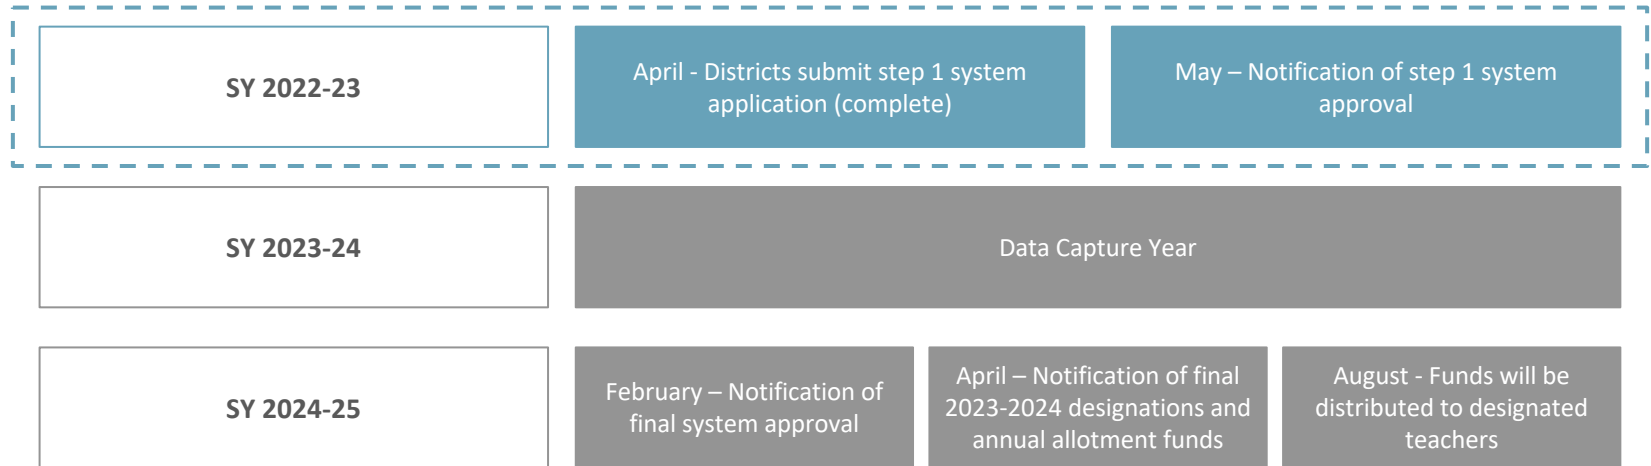 SY 2022-23
April - Districts submit step 1 system
application (complete)
May – Notification of step 1 system
approval
SY 2023-24
Data Capture Year
SY 2024-25
February – Notification of
final system approval
April – Notification of final
2023-2024 designations and
annual allotment funds
August - Funds will be
distributed to designated
teachers